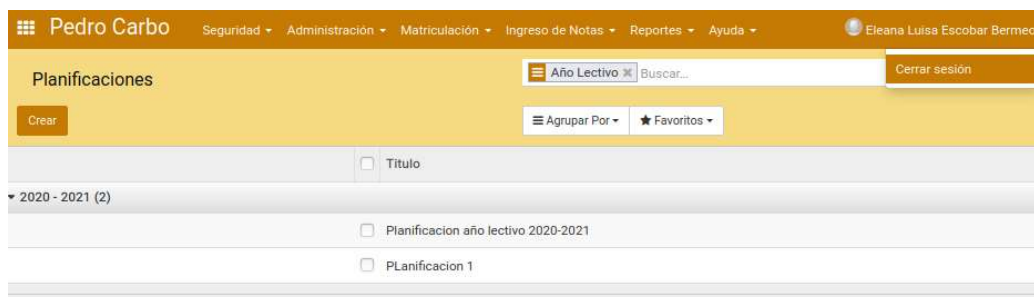 Pedro Carbo Seguridad Administración Matriculación Ingreso de Notas Reportes Ayuda Eleana Luisa Escobar Bermeo
Planificaciones Año Lectivo Buscar... Cerrar sesión
Crear Agrupar Por Favoritos
Titulo
2020 - 2021 (2)
Planificacion año lectivo 2020-2021
PLanificacion 1